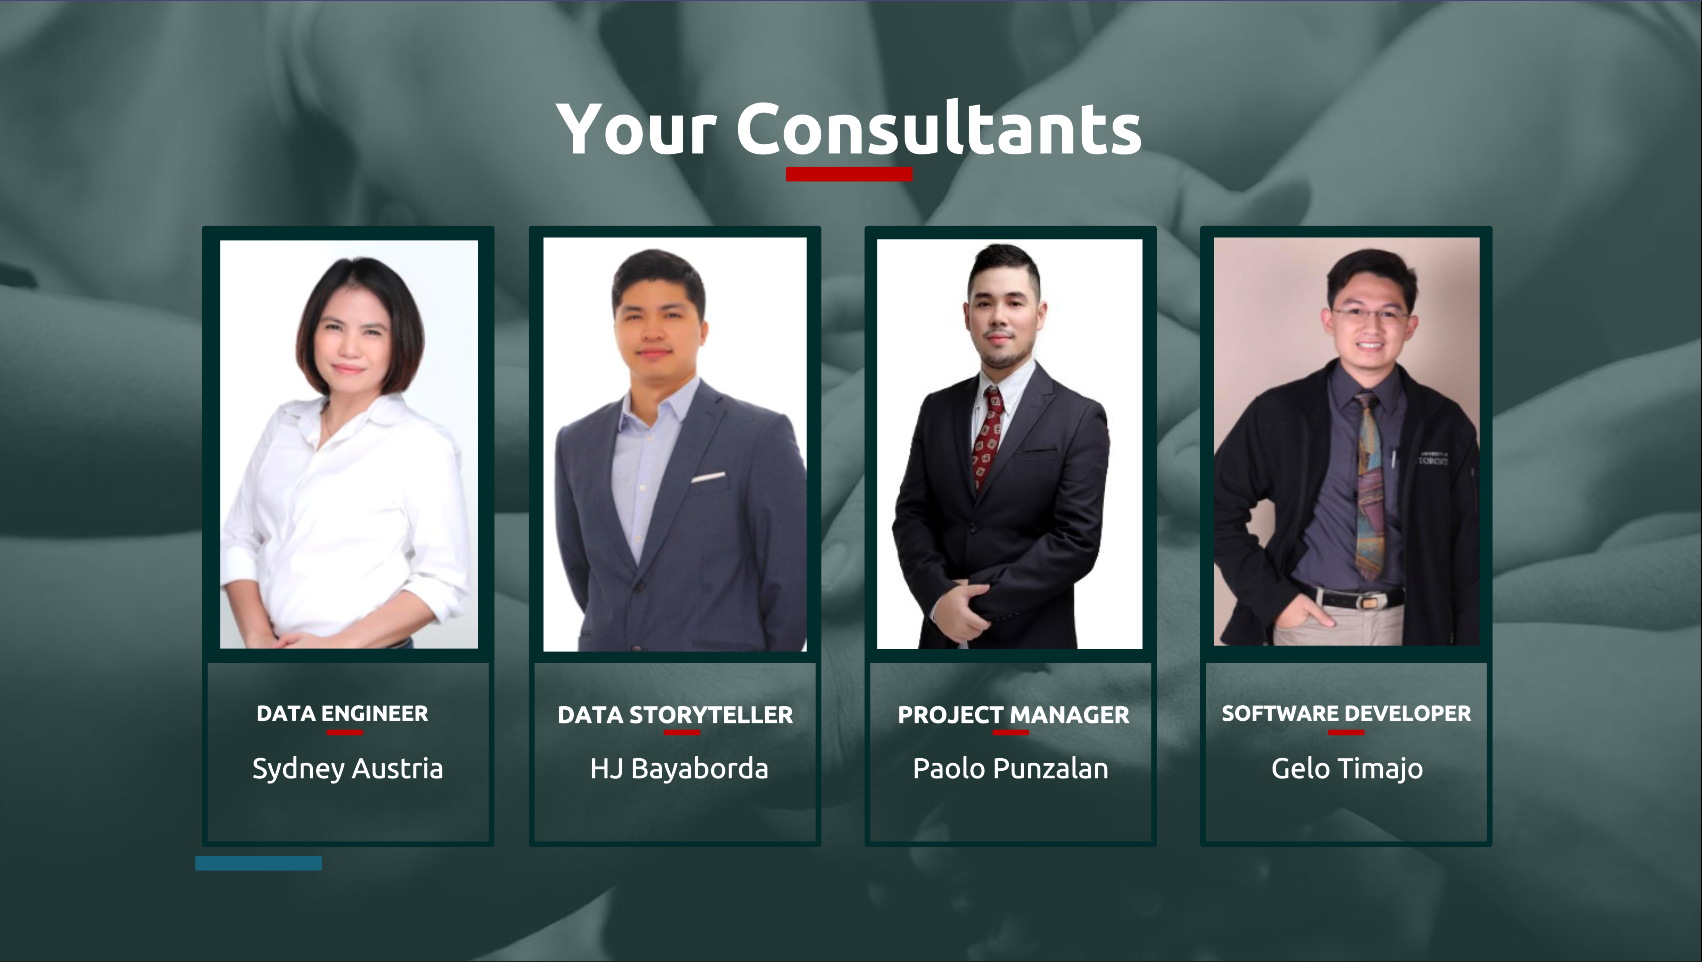 Your Consultants
DATA ENGINEER
Sydney Austria
DATA STORYTELLER
HJ Bayaborda
PROJECT MANAGER
Paolo Punzalan
SOFTWARE DEVELOPER
Gelo Timajo